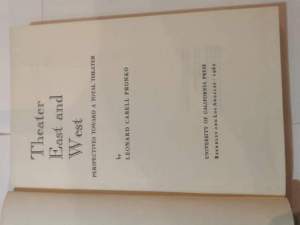 Theater
East and
West
PERSPECTIVES TOWARD A TOTAL THEATER
by
LEONARD CABELL PRONKO
UNIVERSITY OF CALIFORNIA PRESS
BERKELEY AND LOS ANGELES